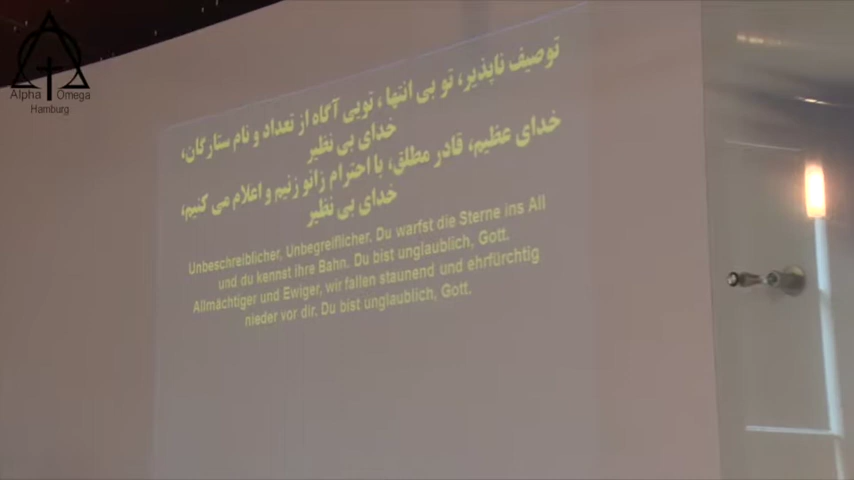 Alpha Omega
Hamburg
توصیف ناپذیر، تو بی انتها ، تویی آگاه از تعداد و نام ستارگان،
خدای بی نظیر
خدای عظیم، قادر مطلق، با احترام زانو زنیم و اعلام می کنیم،
خدای بی نظیر
Unbeschreiblicher, Unbegreiflicher. Du warfst die Sterne ins All
und du kennst ihre Bahn. Du bist unglaublich, Gott.
Allmächtiger und Ewiger, wir fallen staunend und ehrfürchtig
nieder vor dir. Du bist unglaublich, Gott.